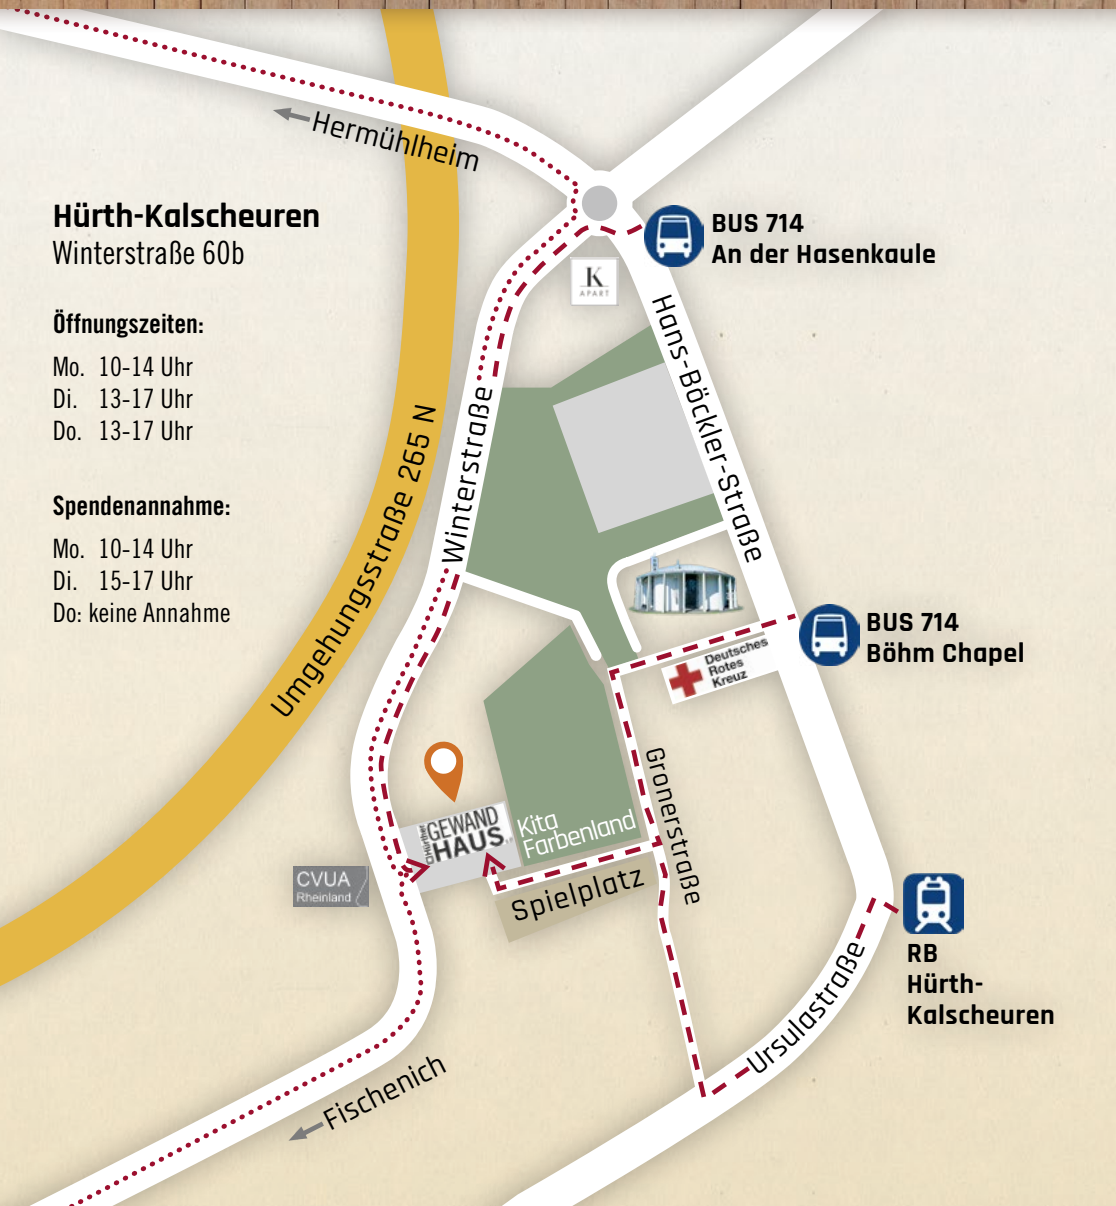 Hermühlheim
Hürth-Kalscheuren
Winterstraße 60b
Öffnungszeiten:
Mo. 10-14 Uhr
Di. 13-17 Uhr
Do. 13-17 Uhr
Spendenannahme:
Mo. 10-14 Uhr
Di. 15-17 Uhr
Do: keine Annahme
BUS 714
An der Hasenkaule
K
APART
Hans-Böckler-Straße
Winterstraße
Umgehungsstraße 265 N
BUS 714
Böhm Chapel
Deutsches
Rotes
Kreuz
Gronerstraße
Hürther
GEWAND
HAUS
Kita
Farbenland
Spielplatz
CVUA
Rheinland
RB
Hürth-
Kalscheuren
Ursulastraße
Fischenich